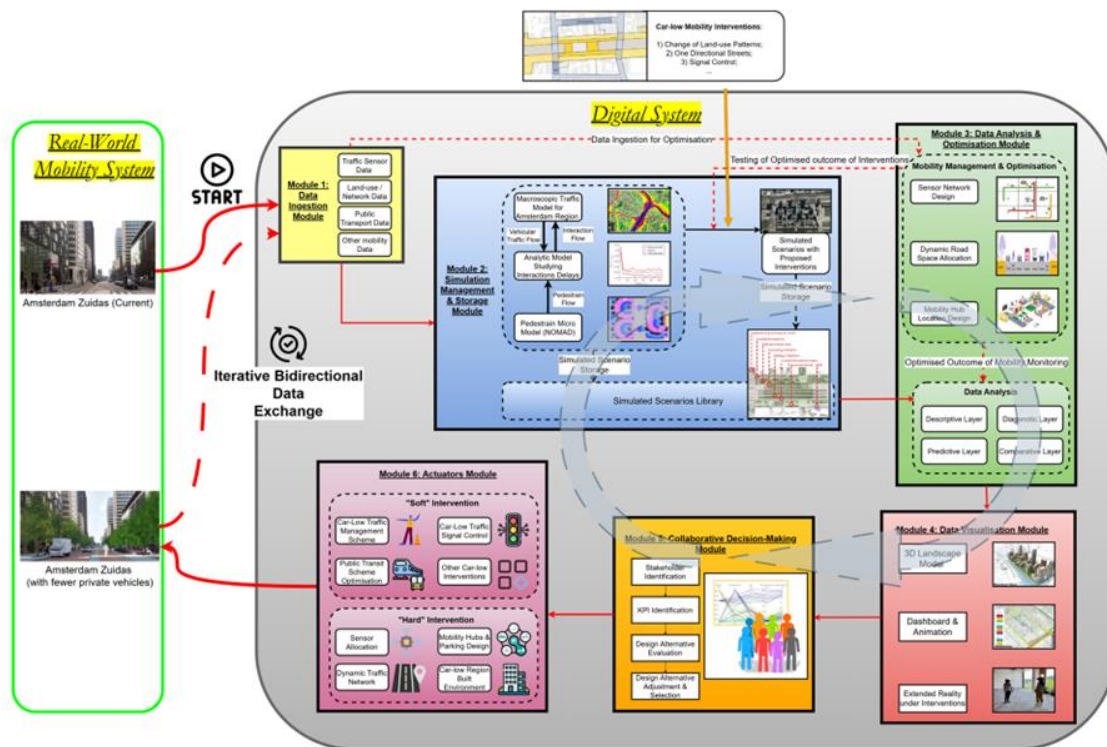 Car-low Mobility Interventions:
1) Change of Land-use Patterns;
2) One Directional Streets;
3) Signal Control;
...
Real-World
Mobility System
START
Amsterdam Zuidas (Current)
Iterative Bidirectional
Data
Exchange
Amsterdam Zuidas
(with fewer private vehicles)
Digital System
Data Ingestion for Optimisation
Testing of Optimised outcome of Interventions
Module 1:
Data
Ingestion
Module
Traffic Sensor
Data
Land-use /
Network Data
Public
Transport Data
Other mobility
Data
Module 2:
Simulation
Management
& Storage
Module
Macroscopic Traffic
Model for
Amsterdam Region
Vehicular
Traffic Flow
Interaction
Flow
Analytic Model
Studying
Interactions Delays
Pedestrain
Flow
Pedestrain Micro
Model (NOMAD)
Simulated Scenario
Storage
Simulated Scenarios with
Proposed Interventions
Simulated Scenario
Storage
Simulated Scenarios Library
Module 3: Data Analysis &
Optimisation Module
Mobility Management & Optimisation
Sensor Network
Design
Dynamic Road
Space Allocation
Mobility Hub
Location Design
Optimised Outcome of Mobility Monitoring
Data Analysis
Descriptive Layer
Diagnostic Layer
Predictive Layer
Comparative Layer
Module 4: Data Visualisation Module
3D Landscape
Model
Dashboard &
Animation
Extended Reality
under Interventions
Module 5: Collaborative Decision-Making
Module
Stakeholder
Identification
KPI Identification
Design Alternative
Evaluation
Design Alternative
Adjustment &
Selection
Module 6: Actuators Module
"Soft" Intervention
Car-Low Traffic
Management
Scheme
Car-Low Traffic
Signal Control
Public Transit
Scheme
Optimisation
Other Car-low
Interventions
"Hard" Intervention
Sensor
Allocation
Mobility Hubs &
Parking Design
Dynamic Traffic
Network
Car-low Region
Built
Environment